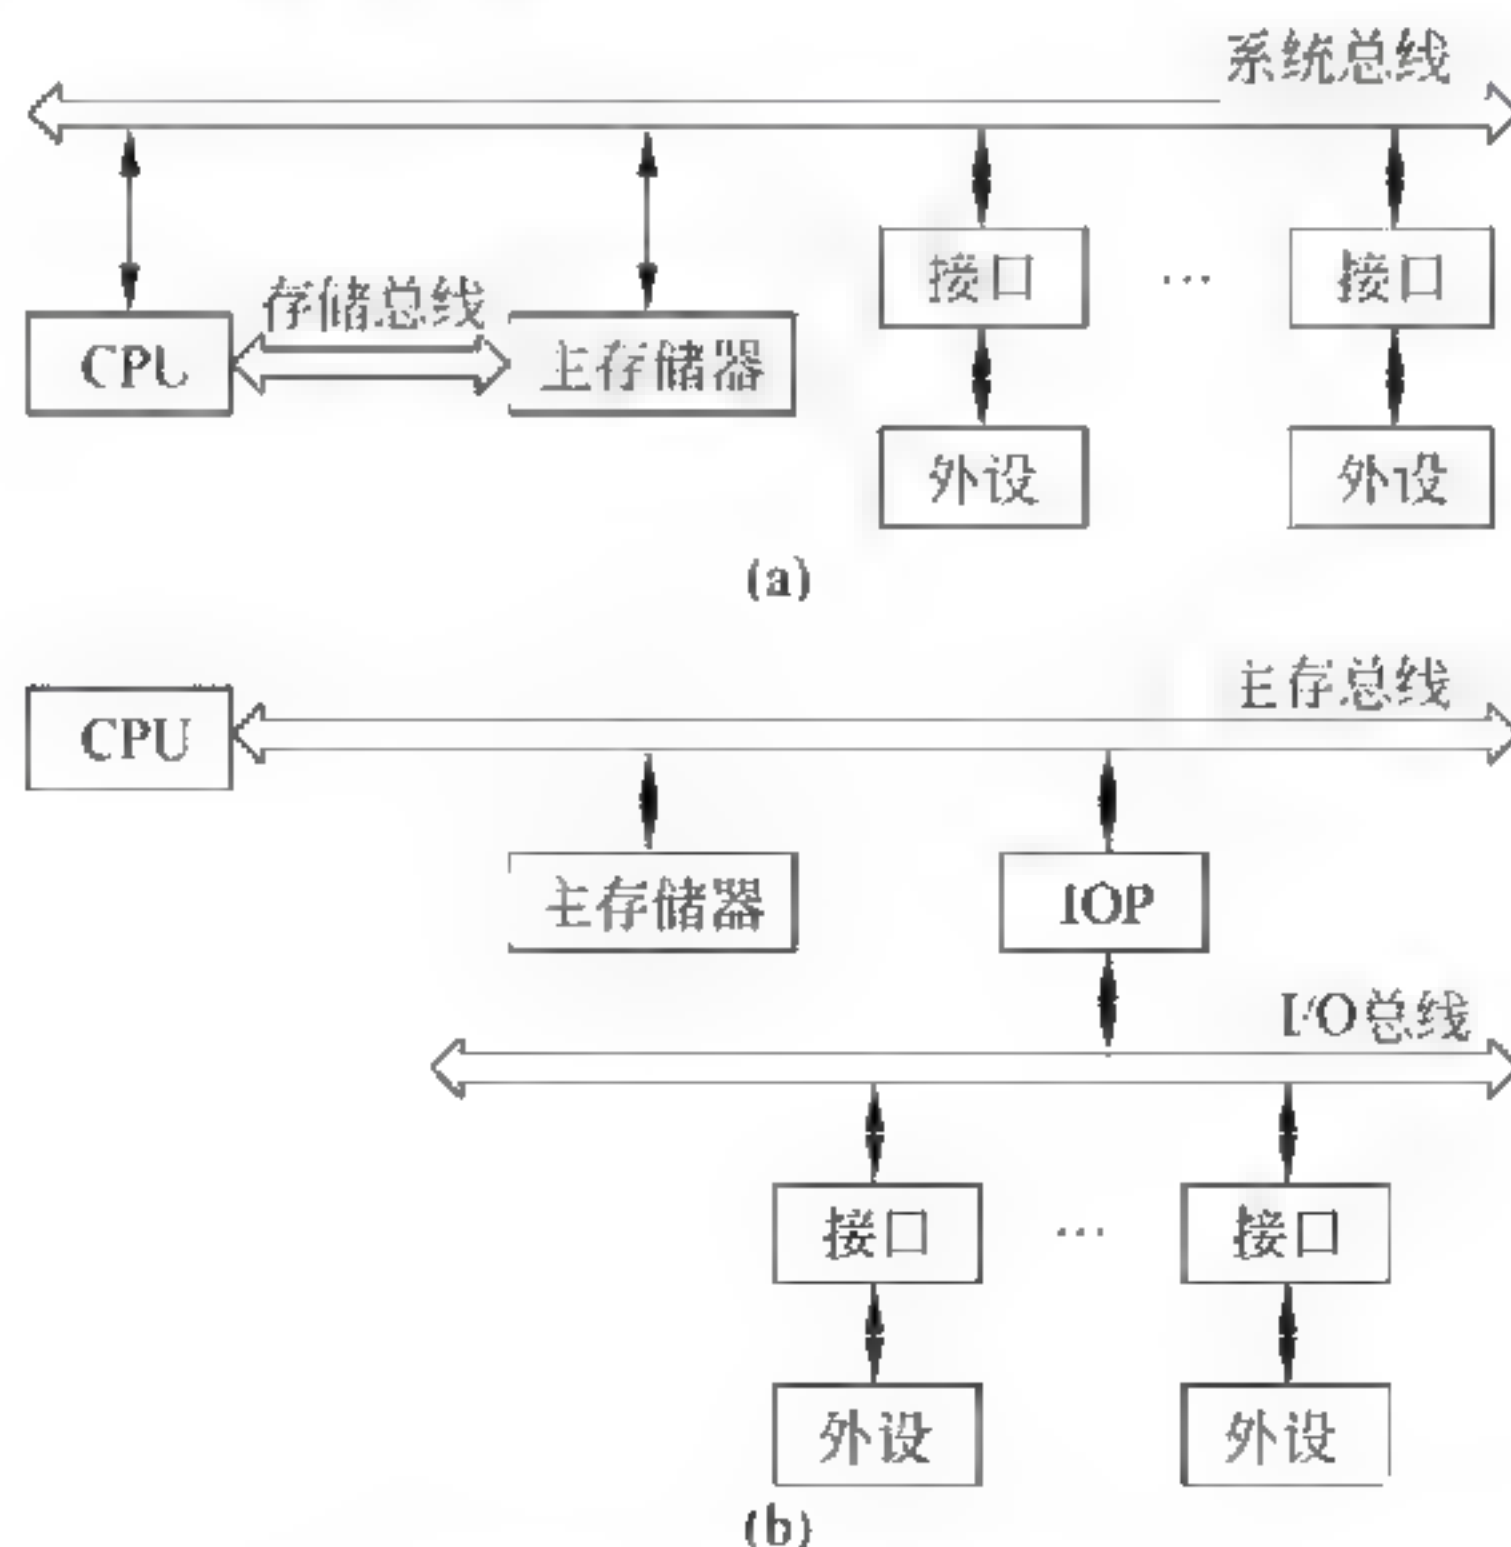 系统总线
存储总线
接口 … 接口
CPU 主存储器
外设 外设
(a)
主存总线
CPU
主存储器 IOP
I/O总线
接口 … 接口
外设 外设
(b)